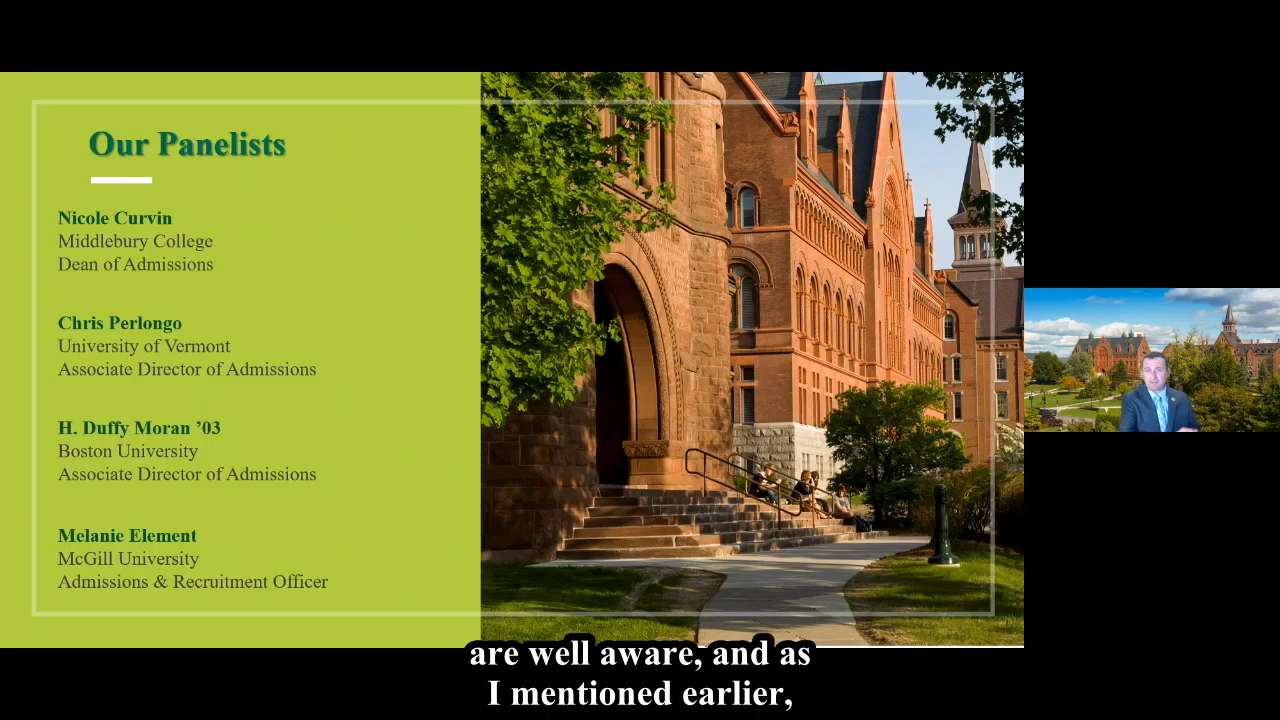 Our Panelists
Nicole Curvin
Middlebury College
Dean of Admissions
Chris Perlongo
University of Vermont
Associate Director of Admissions
H. Duffy Moran ’03
Boston University
Associate Director of Admissions
Melanie Element
McGill University
Admissions & Recruitment Officer
are well aware, and as
I mentioned earlier,